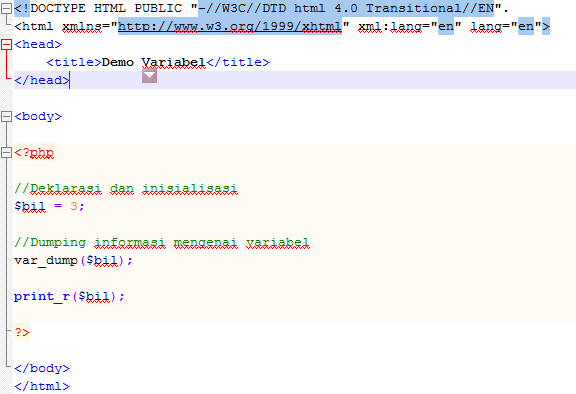 <!DOCTYPE HTML PUBLIC "-//W3C//DTD html 4.0 Transitional//EN".
<html xmlns="http://www.w3.org/1999/xhtml" xml:lang="en" lang="en">
<head>
    <title>Demo Variabel</title>
</head>
<body>
<?php
//Deklarasi dan inisialisasi
$bil = 3;
//Dumping informasi mengenai variabel
var_dump($bil);
print_r($bil);
?>
</body>
</html>